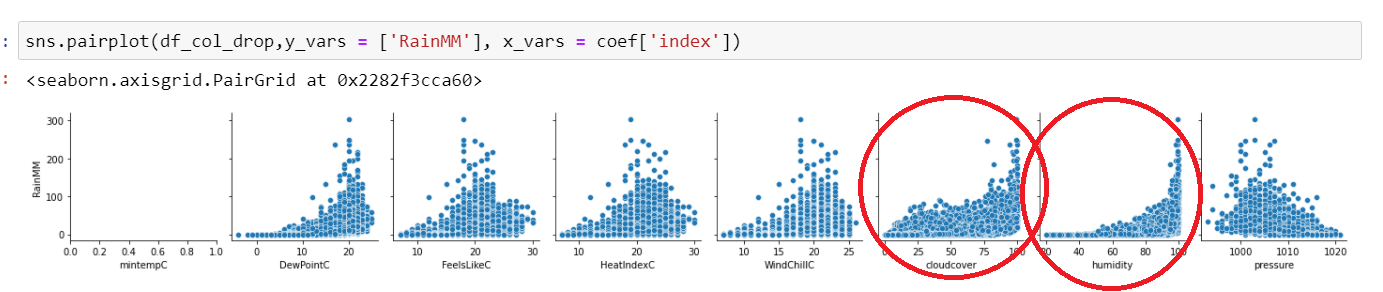 : sns.pairplot(df_col_drop,y_vars = ['RainMM'], x_vars = coef['index'])
: <seaborn.axisgrid.PairGrid at 0x2282f3cca60>
300
200
100
0
RainMM
0.0 0.2 0.4 0.6 0.8 1.0
mintempC
0 10 20
DewPointC
10 20 30
FeelsLikeC
10 20 30
HeatIndexC
10 15 20 25
WindChillC
0 25 50 75 100
cloudcover
20 40 60 80 100
humidity
1000 1010 1020
pressure